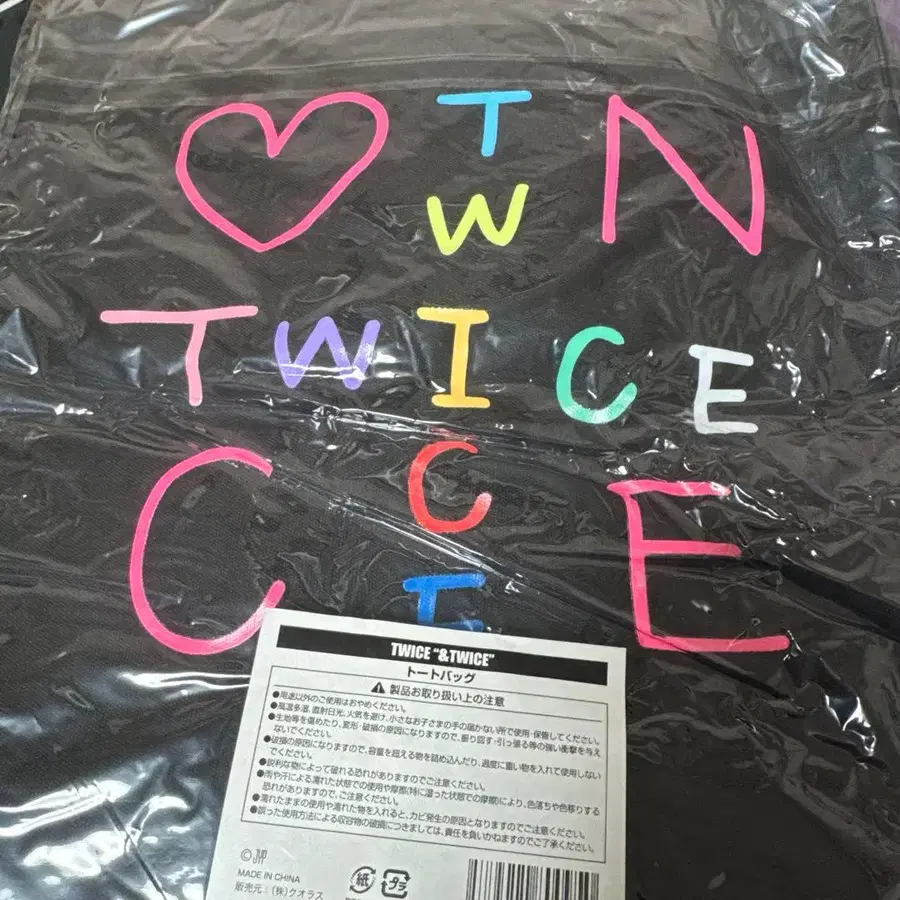 T N
W
TWICE
C
C E
E
TWICE "&TWICE"
トートバッグ
⚠ 製品お取り扱い上の注意
●用途以外のご使用はおやめください。
●高温多湿、直射日光、火気を避け、小さなお子さまの手の届かない所で使用・保管してください。
●生地等を傷めたり、変形・破損の原因になりますので、振り回す・引っ張る等の強い衝撃を与え
ないでください。
●破損の原因になりますので、容量を超える物を詰め込んだり、過度に重い物を入れて使用しない
でください。
●鋭利な物によって破れる恐れがありますのでご注意ください。
●雨や汗による濡れた状態での使用や摩擦(特に湿った状態での摩擦)により、色落ちや色移りする
恐れがありますので、ご注意ください。
●濡れたままの使用や濡れた物を入れると、カビ発生の原因となりますのでご注意ください。
●誤った使用方法による収容物の破損につきましては、責任を負いかねますのでご了承ください。
© JYP
MADE IN CHINA
販売元:(株)クオラス
紙 プラ